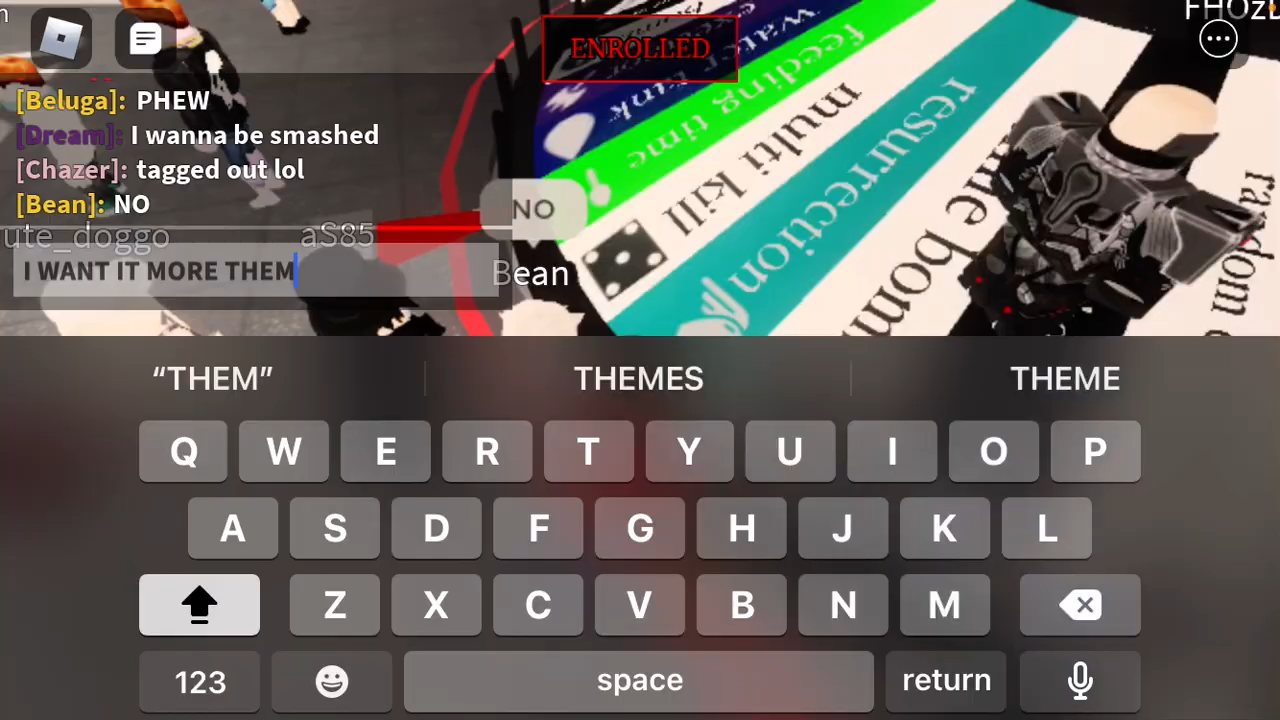 ENROLLED
[Beluga]: PHEW
[Dream]: I wanna be smashed
[Chazer]: tagged out lol
[Bean]: NO
ute_doggo
aS85
I WANT IT MORE THEM
NO
Bean
feeding time
multi kill
resurrection
random
“THEM”
THEMES
THEME
Q W E R T Y U I O P
A S D F G H J K L
Z X C V B N M
123
space
return